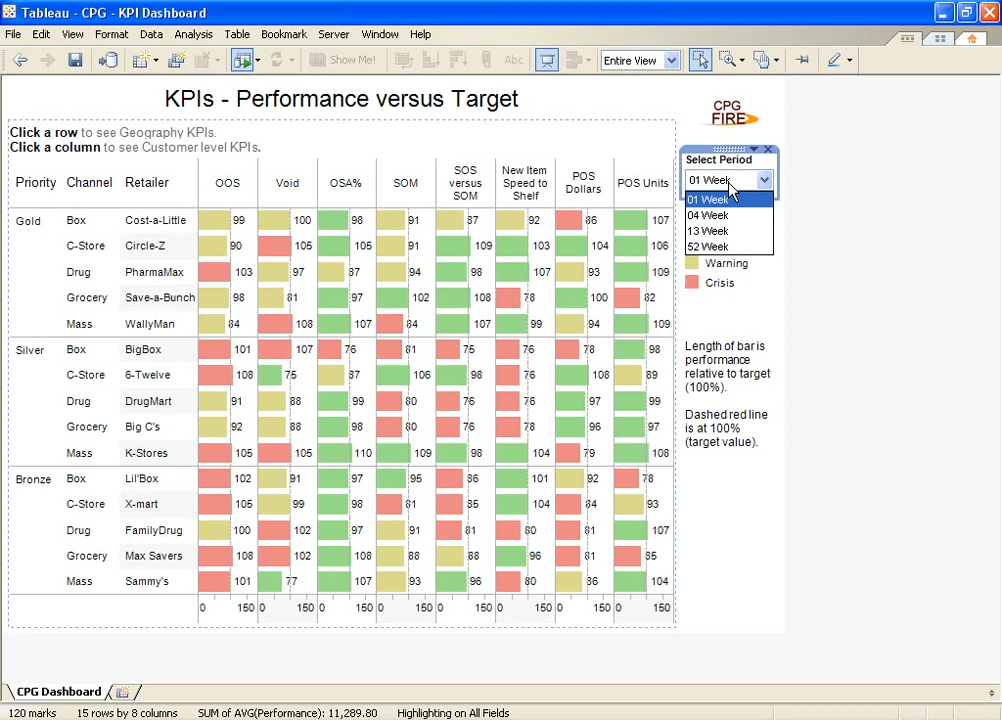 Tableau - CPG - KPI Dashboard
File Edit View Format Data Analysis Table Bookmark Server Window Help
Show Me! Abc Entire View
KPIs - Performance versus Target
CPG
FIRE
Click a row to see Geography KPIs.
Click a column to see Customer level KPIs.
Select Period
01 Week
01 Week
04 Week
13 Week
52 Week
Warning
Crisis
Length of bar is
performance
relative to target
(100%).
Dashed red line
is at 100%
(target value).
Priority Channel Retailer OOS Void OSA% SOM SOS versus SOM New Item Speed to Shelf POS Dollars POS Units
Gold Box Cost-a-Little 99 100 98 91 87 92 86 107
C-Store Circle-Z 90 105 105 91 109 103 104 106
Drug PharmaMax 103 97 87 94 98 107 93 109
Grocery Save-a-Bunch 98 81 97 102 108 78 100 82
Mass WallyMan 84 108 107 84 107 99 94 109
Silver Box BigBox 101 107 76 81 75 76 78 98
C-Store 6-Twelve 108 75 87 106 98 76 108 89
Drug DrugMart 91 88 99 80 76 76 97 99
Grocery Big C's 92 88 98 80 76 78 96 97
Mass K-Stores 105 105 110 109 98 104 79 108
Bronze Box Lil'Box 102 91 97 95 86 101 92 78
C-Store X-mart 105 99 98 81 85 104 84 93
Drug FamilyDrug 100 102 97 91 81 80 81 107
Grocery Max Savers 108 102 108 88 88 96 81 85
Mass Sammy's 101 77 107 93 96 80 86 104
0 150 0 150 0 150 0 150 0 150 0 150 0 150 0 150
CPG Dashboard
120 marks 15 rows by 8 columns SUM of AVG(Performance): 11,289.80 Highlighting on All Fields